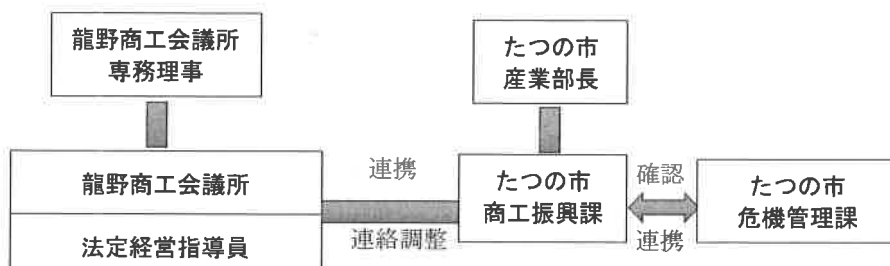 龍野商工会議所
専務理事
たつの市
産業部長
龍野商工会議所
法定経営指導員
連携
連絡調整
たつの市
商工振興課
確認
連携
たつの市
危機管理課